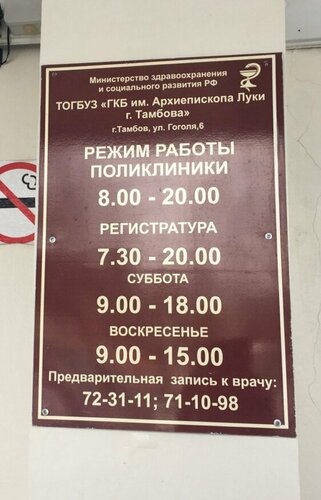 Министерство здравоохранения
и социального развития РФ
ТОГБУЗ «ГКБ им. Архиепископа Луки
г. Тамбова»
г.Тамбов, ул. Гоголя,6
РЕЖИМ РАБОТЫ
ПОЛИКЛИНИКИ
8.00 - 20.00
РЕГИСТРАТУРА
7.30 - 20.00
СУББОТА
9.00 - 18.00
ВОСКРЕСЕНЬЕ
9.00 - 15.00
Предварительная запись к врачу:
72-31-11; 71-10-98